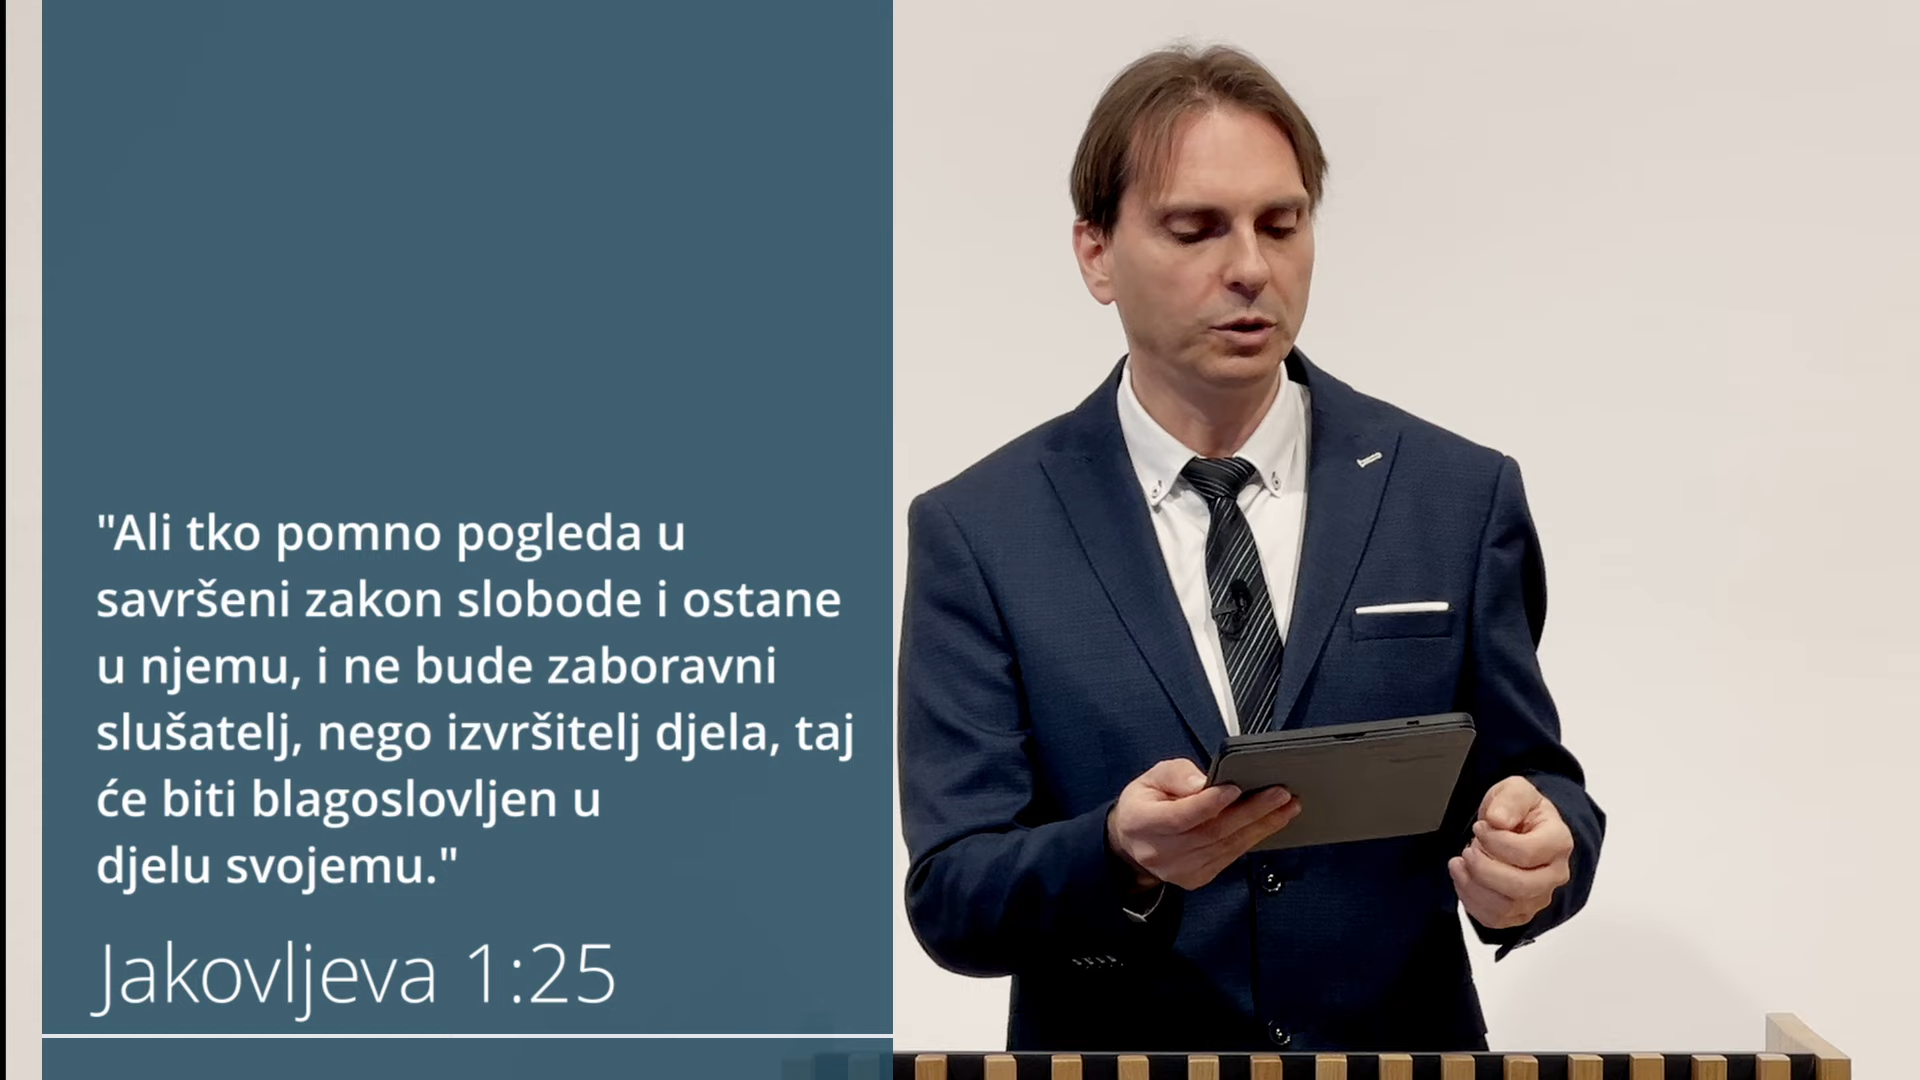 "Ali tko pomno pogleda u
savršeni zakon slobode i ostane
u njemu, i ne bude zaboravni
slušatelj, nego izvršitelj djela, taj
će biti blagoslovljen u
djelu svojemu."
Jakovljeva 1:25